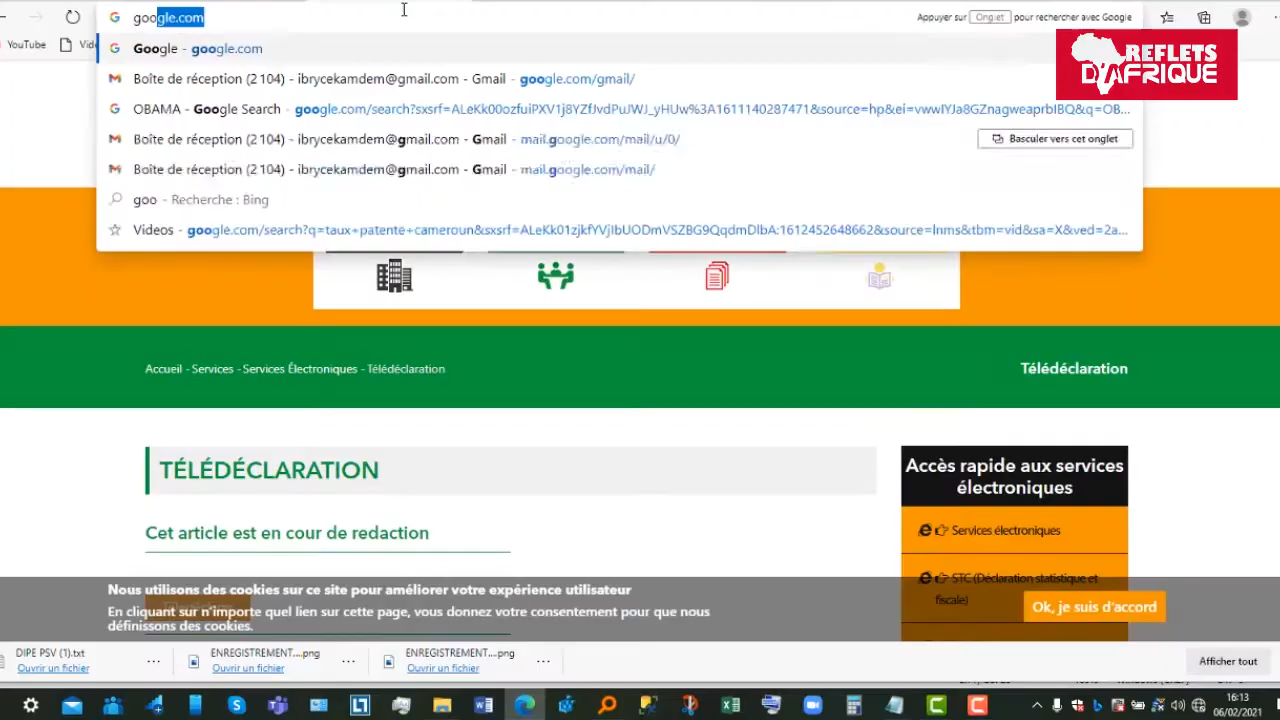 google.com
Appuyer sur Onglet pour rechercher avec Google
YouTube
REFLETS
D'AFRIQUE
Google - google.com
Boîte de réception (2 104) - ibrycekamdem@gmail.com - Gmail - google.com/gmail/
OBAMA - Google Search - google.com/search?sxsrf=ALeKk00ozfuiPXV1j8YZfJvdPuJWJ_yHUw%3A1611140287471&source=hp&ei=vwwIYJa8GZnagweaprbIBQ&q=OB...
Boîte de réception (2 104) - ibrycekamdem@gmail.com - Gmail - mail.google.com/mail/u/0/
Basculer vers cet onglet
Boîte de réception (2 104) - ibrycekamdem@gmail.com - Gmail - mail.google.com/mail/
goo - Recherche : Bing
Videos - google.com/search?q=taux+patente+cameroun&sxsrf=ALeKk01zjkfYVjIbUODmVSZBG9QqdmDlbA:1612452648662&source=lnms&tbm=vid&sa=X&ved=2a...
Accueil - Services - Services Électroniques - Télédéclaration
Télédéclaration
TÉLÉDÉCLARATION
Accès rapide aux services
électroniques
Cet article est en cour de redaction
Services électroniques
STC (Déclaration statistique et
fiscale)
Nous utilisons des cookies sur ce site pour améliorer votre expérience utilisateur
En cliquant sur n'importe quel lien sur cette page, vous donnez votre consentement pour que nous
définissons des cookies.
Ok, je suis d'accord
DIPE PSV (1).txt
Ouvrir un fichier
ENREGISTREMENT....png
Ouvrir un fichier
ENREGISTREMENT....png
Ouvrir un fichier
Afficher tout
16:13
06/02/2021